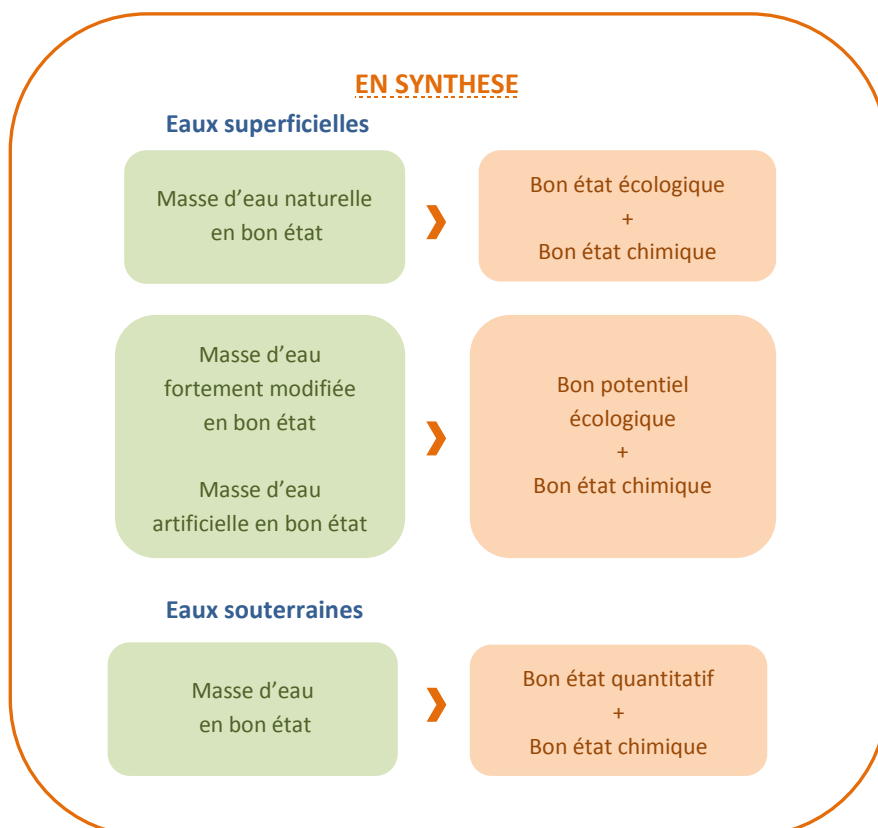 EN SYNTHESE
Eaux superficielles
Masse d’eau naturelle
en bon état
Bon état écologique
+
Bon état chimique
Masse d’eau
fortement modifiée
en bon état
Masse d’eau
artificielle en bon état
Bon potentiel
écologique
+
Bon état chimique
Eaux souterraines
Masse d’eau
en bon état
Bon état quantitatif
+
Bon état chimique